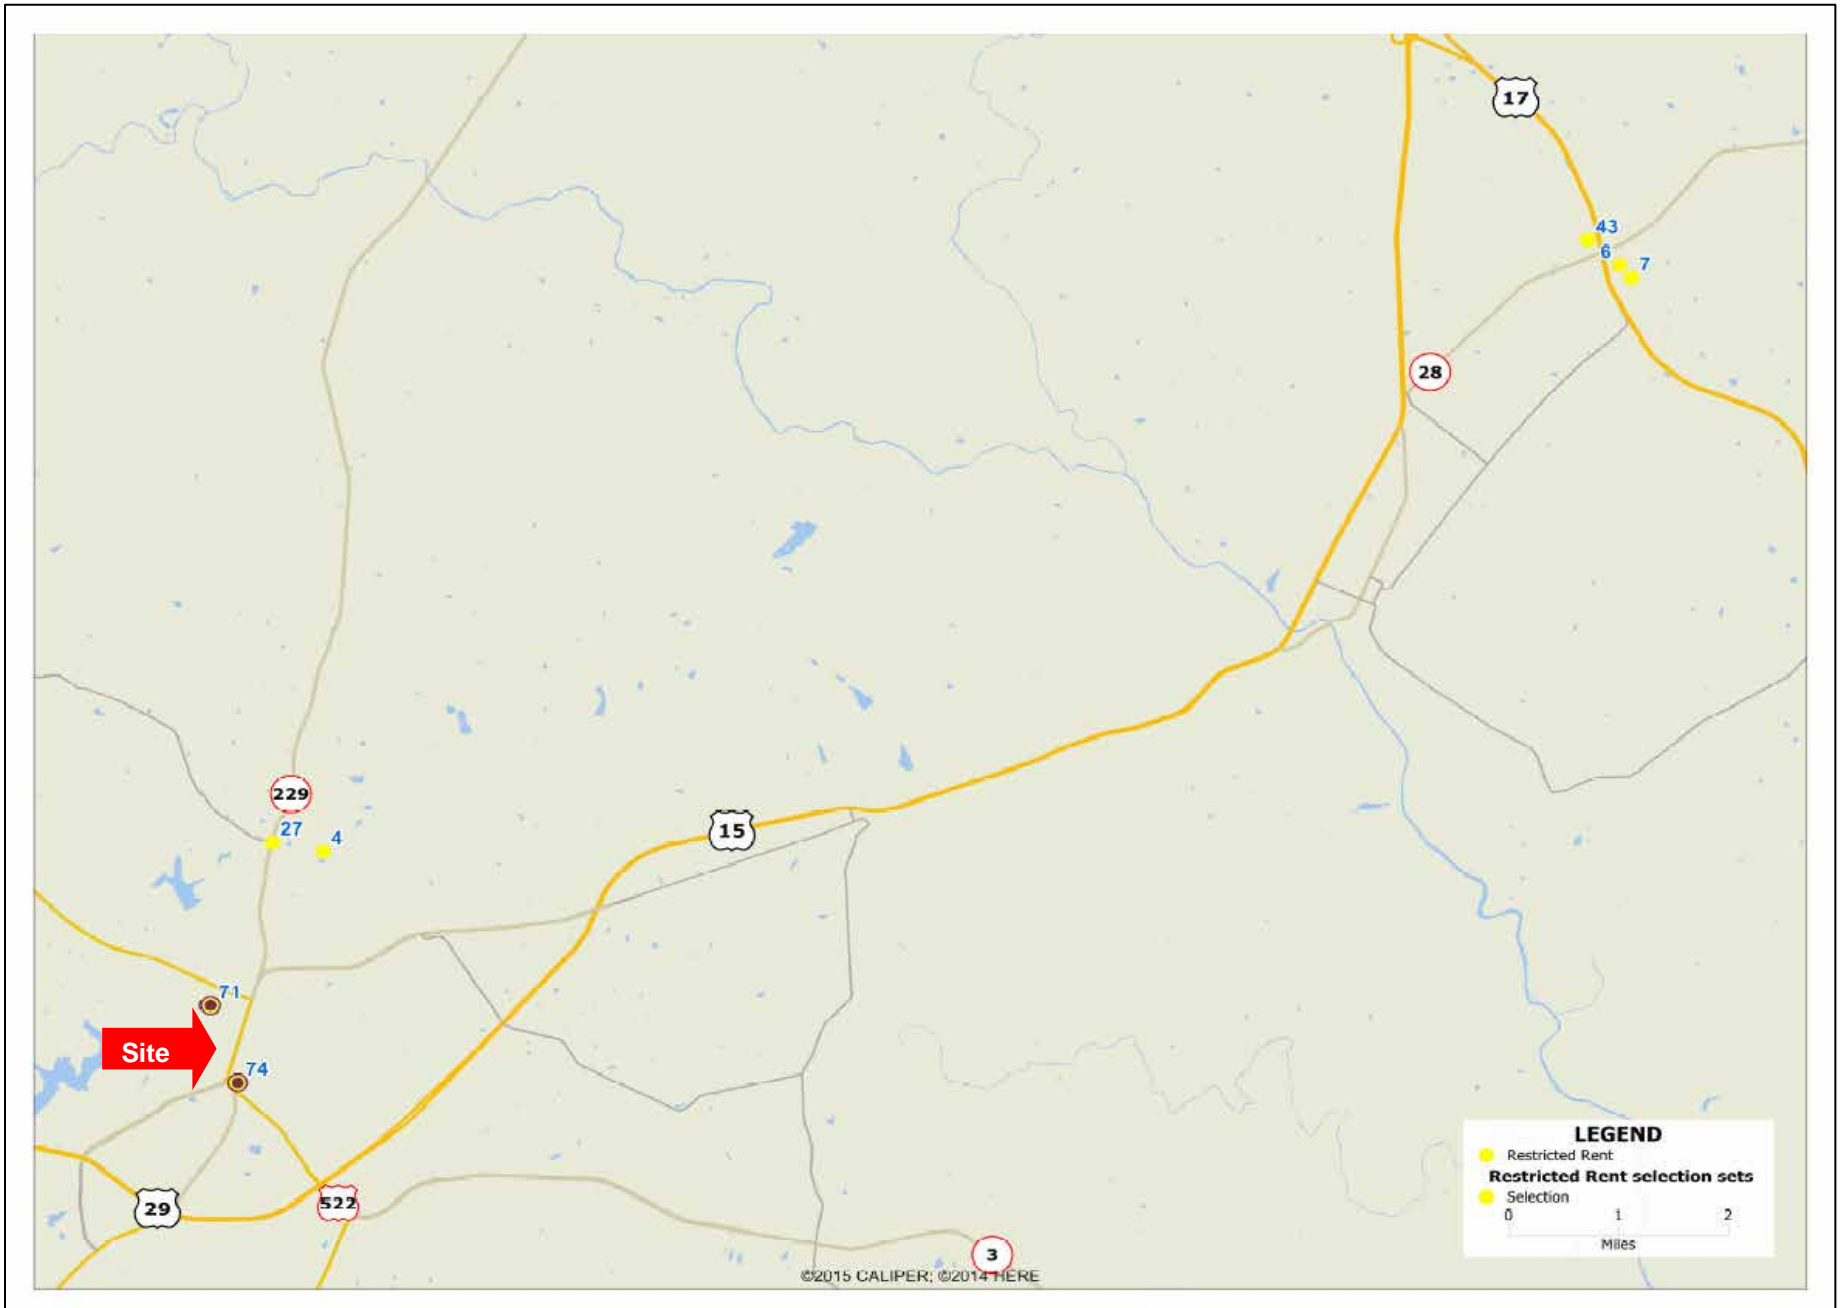 17
43
6
7
28
229
27
4
15
71
Site
74
LEGEND
Restricted Rent
Restricted Rent selection sets
Selection
0 1 2
Miles
29
522
3
©2015 CALIPER; ©2014 HERE